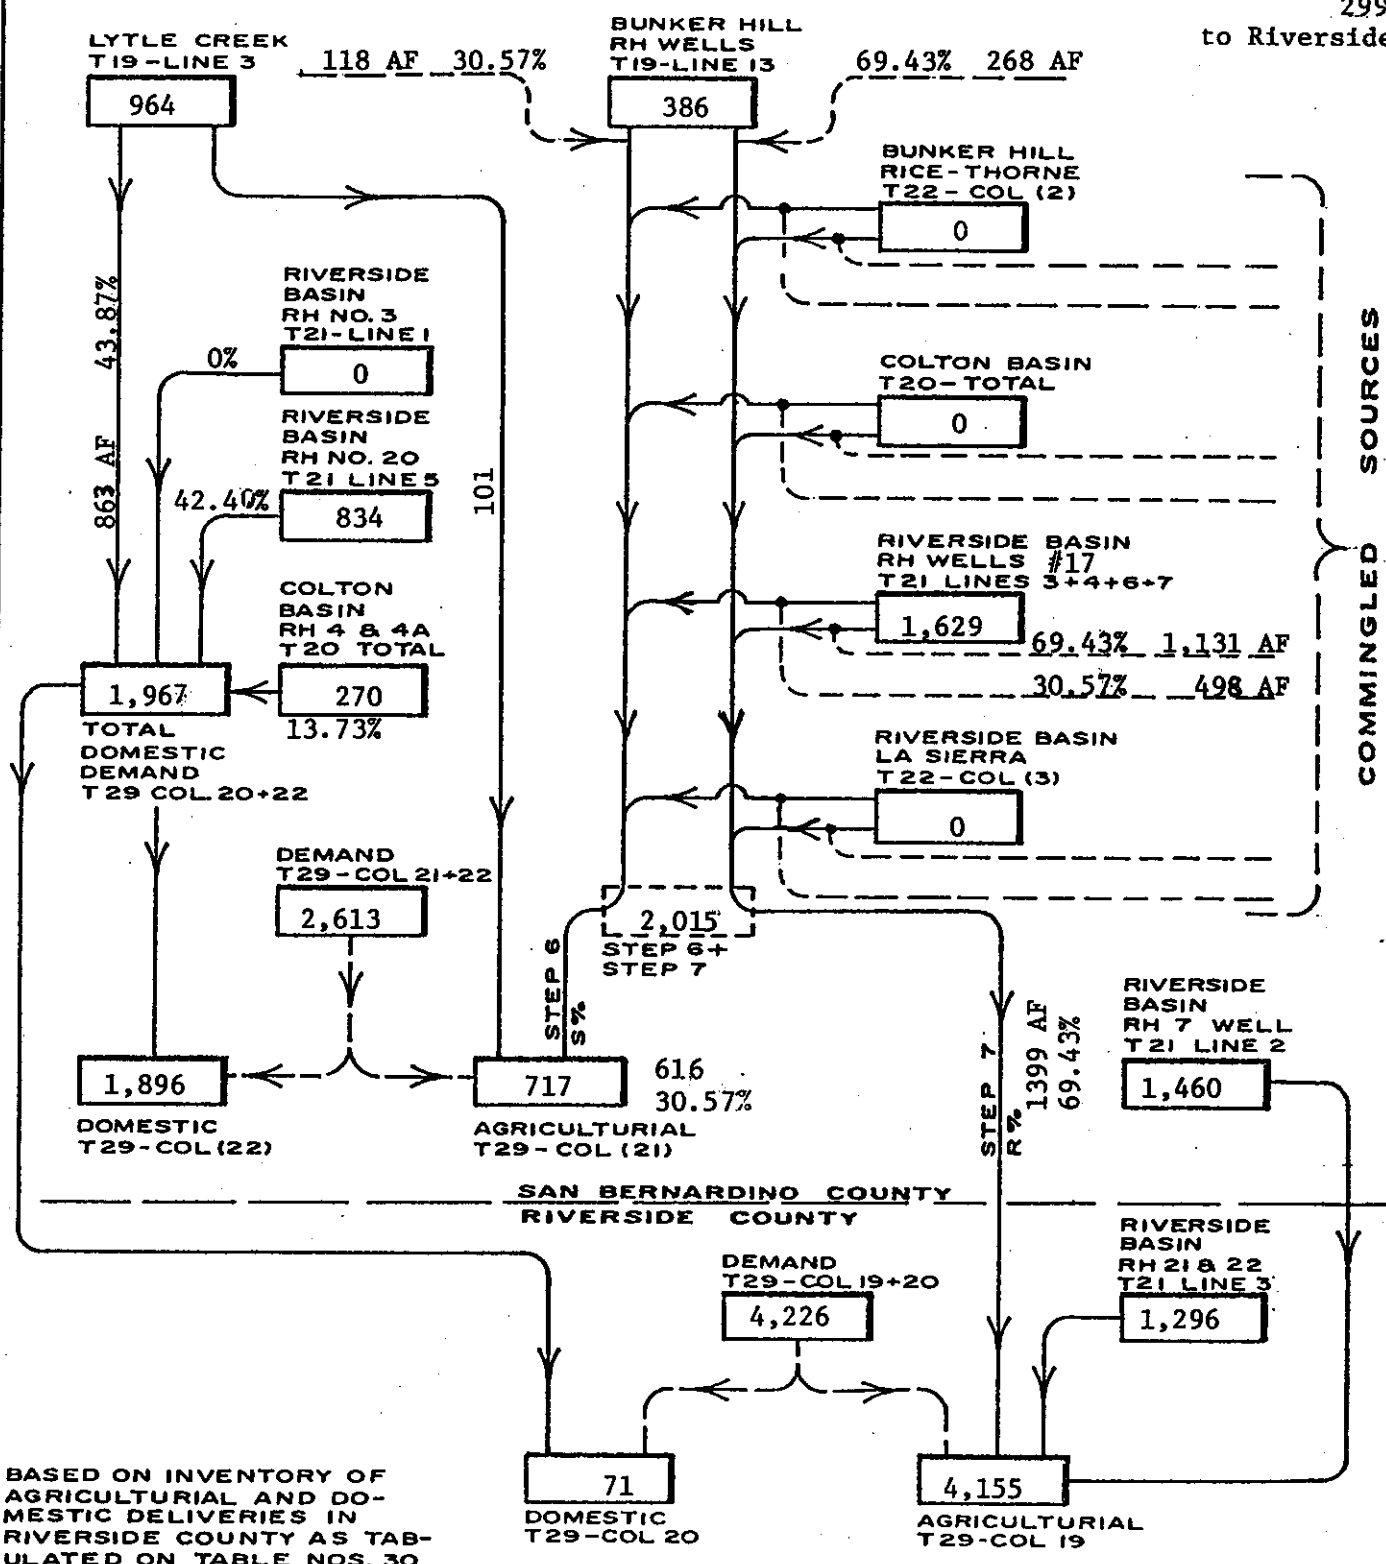 299
to Riverside
LYTLE CREEK
T19-LINE 3
964
118 AF 30.57%
BUNKER HILL
RH WELLS
T19-LINE 13
386
69.43% 268 AF
BUNKER HILL
RICE-THORNE
T22-COL (2)
0
43.87%
863 AF
RIVERSIDE
BASIN
RH NO. 3
T21-LINE 1
0%
0
RIVERSIDE
BASIN
RH NO. 20
T21 LINE 5
42.40%
834
101
COLTON BASIN
T20-TOTAL
0
COMMINGLED SOURCES
RIVERSIDE BASIN
RH WELLS #17
T21 LINES 3+4+6+7
1,629
69.43% 1,131 AF
30.57% 498 AF
COLTON
BASIN
RH 4 & 4A
T20 TOTAL
270
13.73%
1,967
TOTAL
DOMESTIC
DEMAND
T29 COL. 20+22
RIVERSIDE BASIN
LA SIERRA
T22-COL (3)
0
DEMAND
T29-COL 21+22
2,613
2,015
STEP 6+
STEP 7
STEP 6
S%
1,896
DOMESTIC
T29-COL (22)
717
616
30.57%
AGRICULTURIAL
T29-COL (21)
STEP 7
R%
1399 AF
69.43%
RIVERSIDE
BASIN
RH 7 WELL
T21 LINE 2
1,460
SAN BERNARDINO COUNTY
RIVERSIDE COUNTY
DEMAND
T29-COL 19+20
4,226
RIVERSIDE
BASIN
RH 21 & 22
T21 LINE 3
1,296
71
DOMESTIC
T29-COL 20
4,155
AGRICULTURIAL
T29-COL 19
BASED ON INVENTORY OF
AGRICULTURIAL AND DO-
MESTIC DELIVERIES IN
RIVERSIDE COUNTY AS TAB-
ULATED ON TABLE NOS. 30